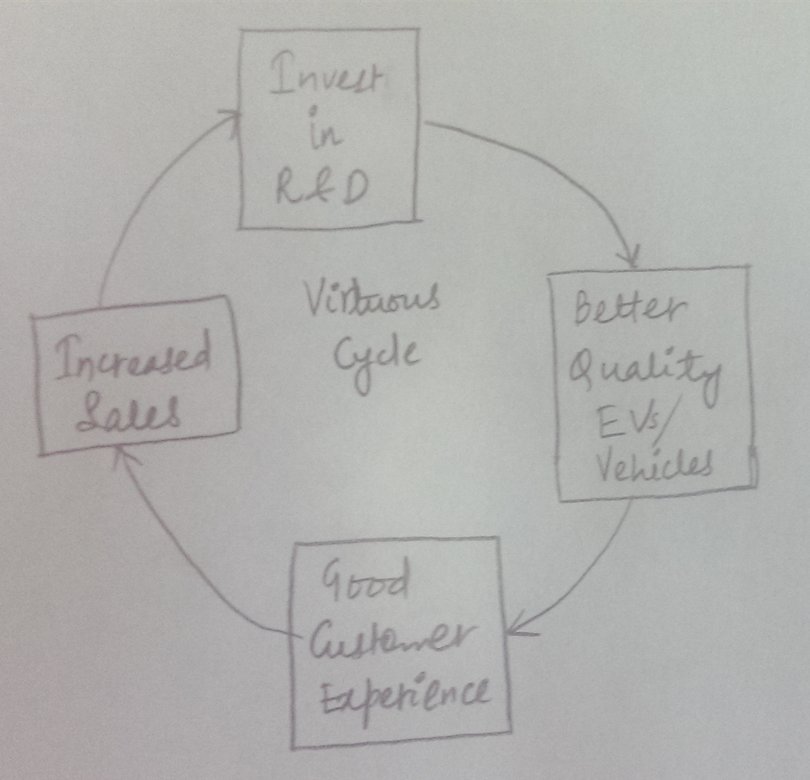 Invest
in
R&D
Virtuous
Cycle
Better
Quality
EVs/
Vehicles
Good
Customer
Experience
Increased
Sales